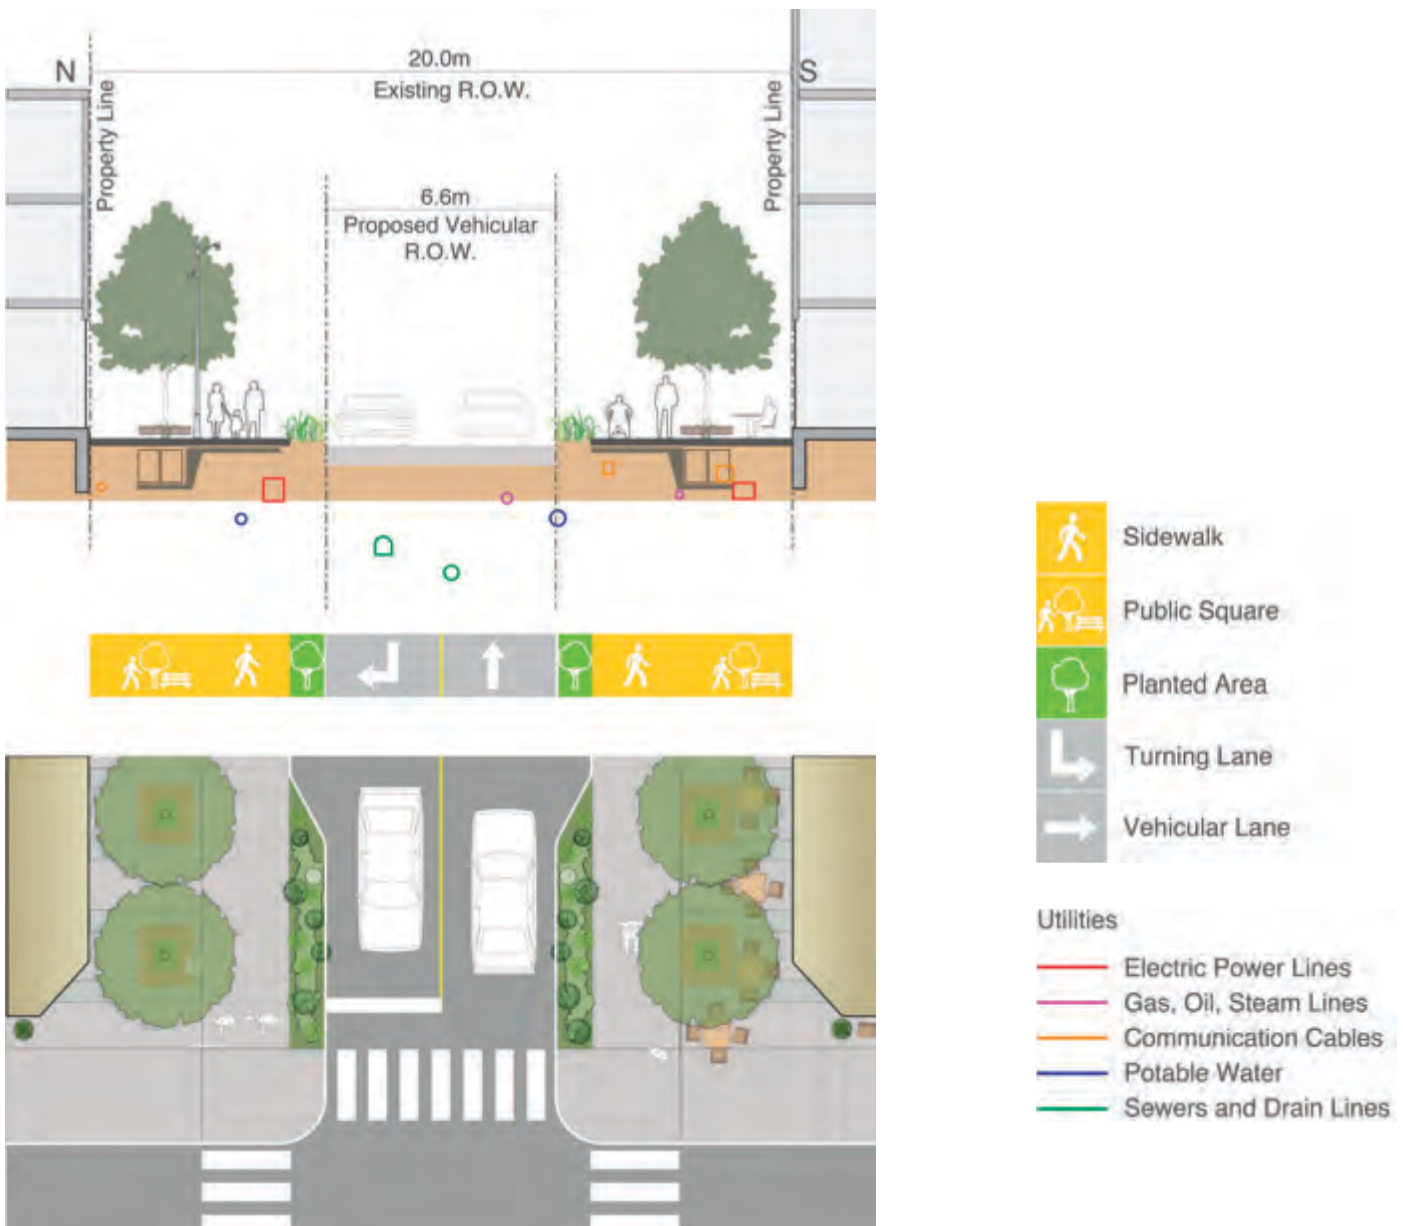 20.0m
N
S
Existing R.O.W.
Property Line
Property Line
6.6m
Proposed Vehicular
R.O.W.
Sidewalk
Public Square
Planted Area
Turning Lane
Vehicular Lane
Utilities
Electric Power Lines
Gas, Oil, Steam Lines
Communication Cables
Potable Water
Sewers and Drain Lines